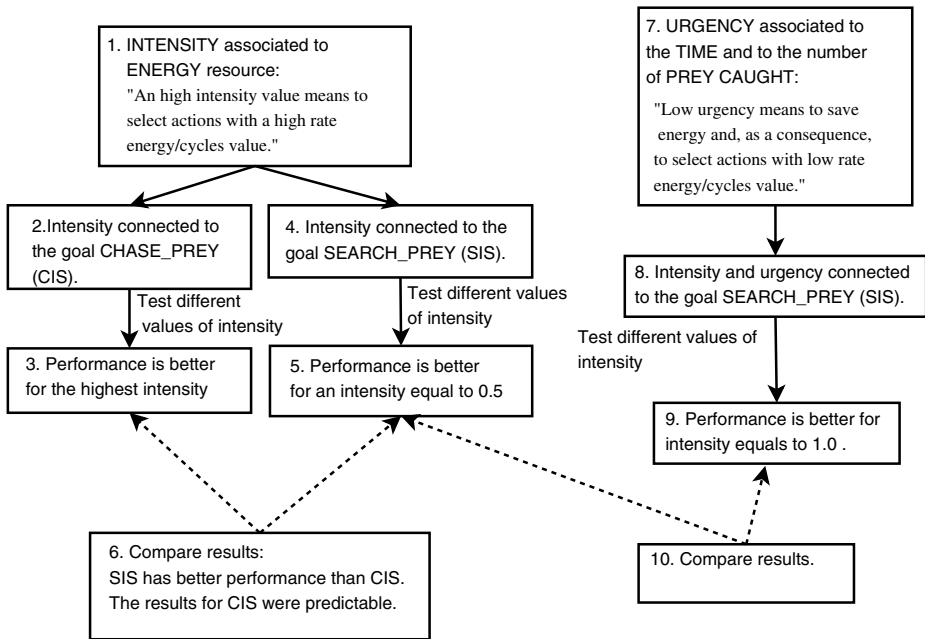 1. INTENSITY associated to
ENERGY resource:
"An high intensity value means to
select actions with a high rate
energy/cycles value."
7. URGENCY associated to
the TIME and to the number
of PREY CAUGHT:
"Low urgency means to save
energy and, as a consequence,
to select actions with low rate
energy/cycles value."
2.Intensity connected to
the goal CHASE_PREY
(CIS).
4. Intensity connected to the
goal SEARCH_PREY (SIS).
8. Intensity and urgency connected
to the goal SEARCH_PREY (SIS).
Test different
values of intensity
Test different values
of intensity
Test different values of
intensity
3. Performance is better
for the highest intensity
5. Performance is better
for an intensity equal to 0.5
9. Performance is better for
intensity equals to 1.0 .
6. Compare results:
SIS has better performance than CIS.
The results for CIS were predictable.
10. Compare results.